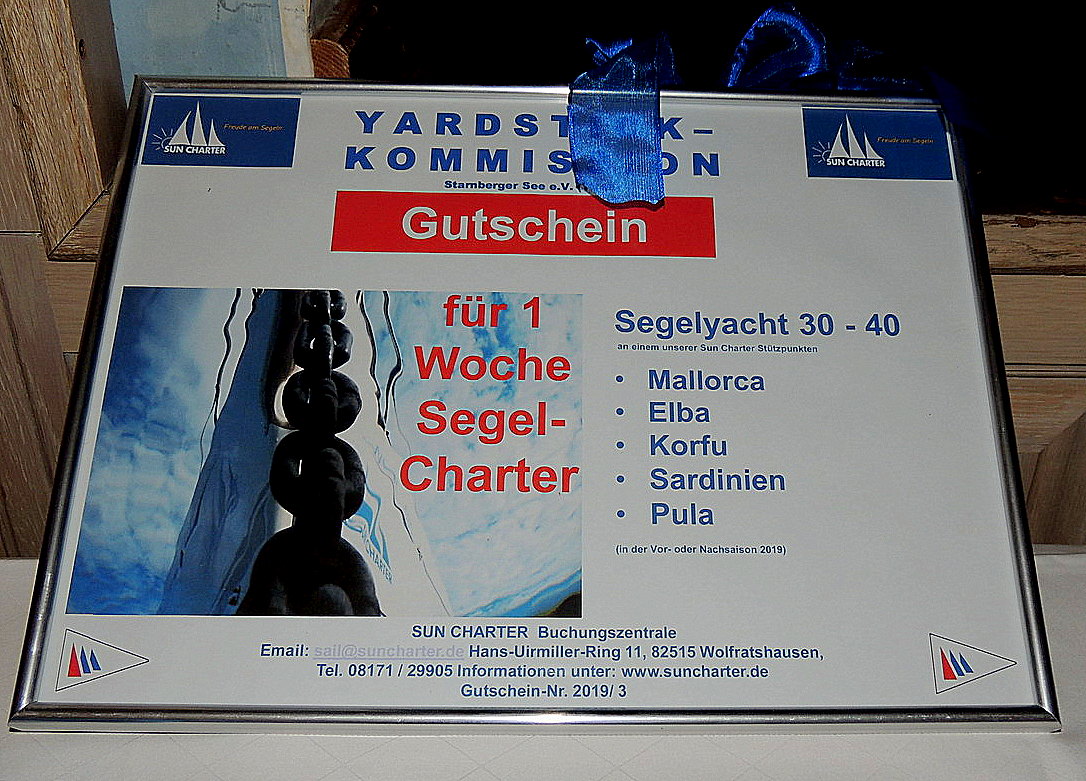 Freude am Segeln
SUN CHARTER
YARDST K-
KOMMISS ON
Starnberger See e.V.
Freude am Segeln
SUN CHARTER
Gutschein
für 1
Woche
Segel-
Charter
CHARTER
Segelyacht 30 - 40
an einem unserer Sun Charter Stützpunkten
• Mallorca
• Elba
• Korfu
• Sardinien
• Pula
(in der Vor- oder Nachsaison 2019)
SUN CHARTER Buchungszentrale
Email: sail@suncharter.de Hans-Uirmiller-Ring 11, 82515 Wolfratshausen,
Tel. 08171 / 29905 Informationen unter: www.suncharter.de
Gutschein-Nr. 2019/ 3